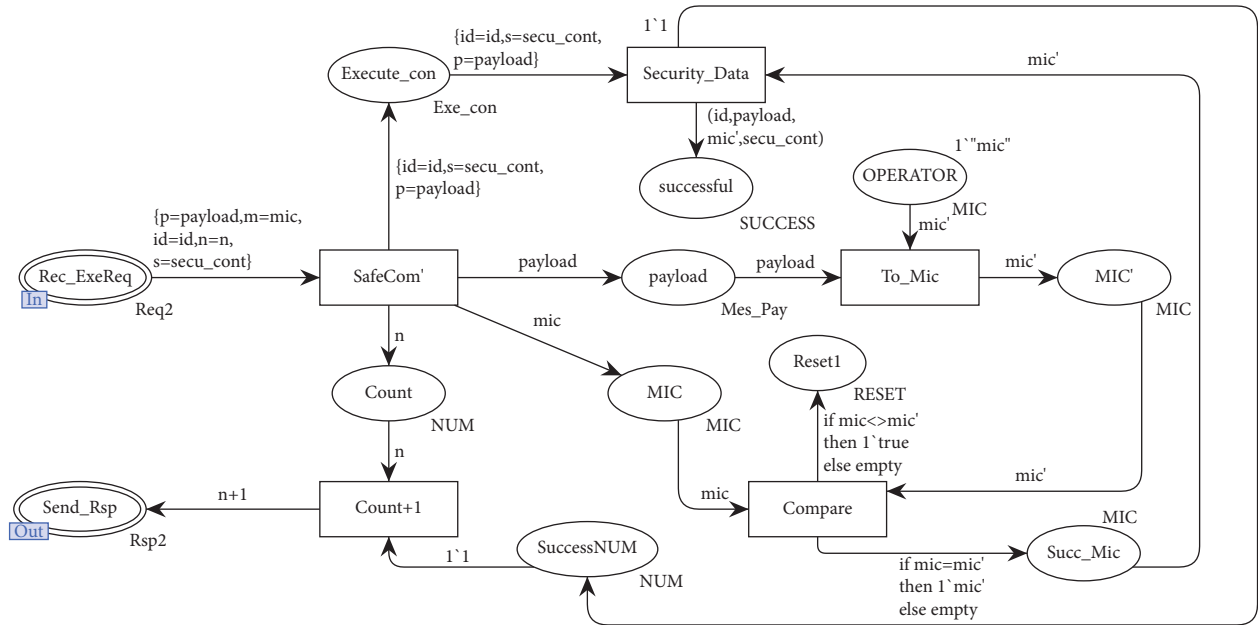 1`1
{id=id,s=secu_cont,
p=payload}
mic'
Execute_con
Security_Data
Exe_con
(id,payload,
mic',secu_cont)
1`"mic"
{id=id,s=secu_cont,
p=payload}
successful
OPERATOR
SUCCESS
MIC
{p=payload,m=mic,
id=id,n=n,
s=secu_cont}
mic'
Rec_ExeReq
SafeCom'
payload
payload
payload
To_Mic
mic'
MIC'
In
Req2
Mes_Pay
MIC
mic
n
Reset1
Count
MIC
RESET
NUM
MIC
if mic<>mic'
then 1`true
else empty
n
n+1
mic
mic'
Send_Rsp
Count+1
Compare
MIC
Out
Rsp2
SuccessNUM
Succ_Mic
1`1
NUM
if mic=mic'
then 1`mic'
else empty